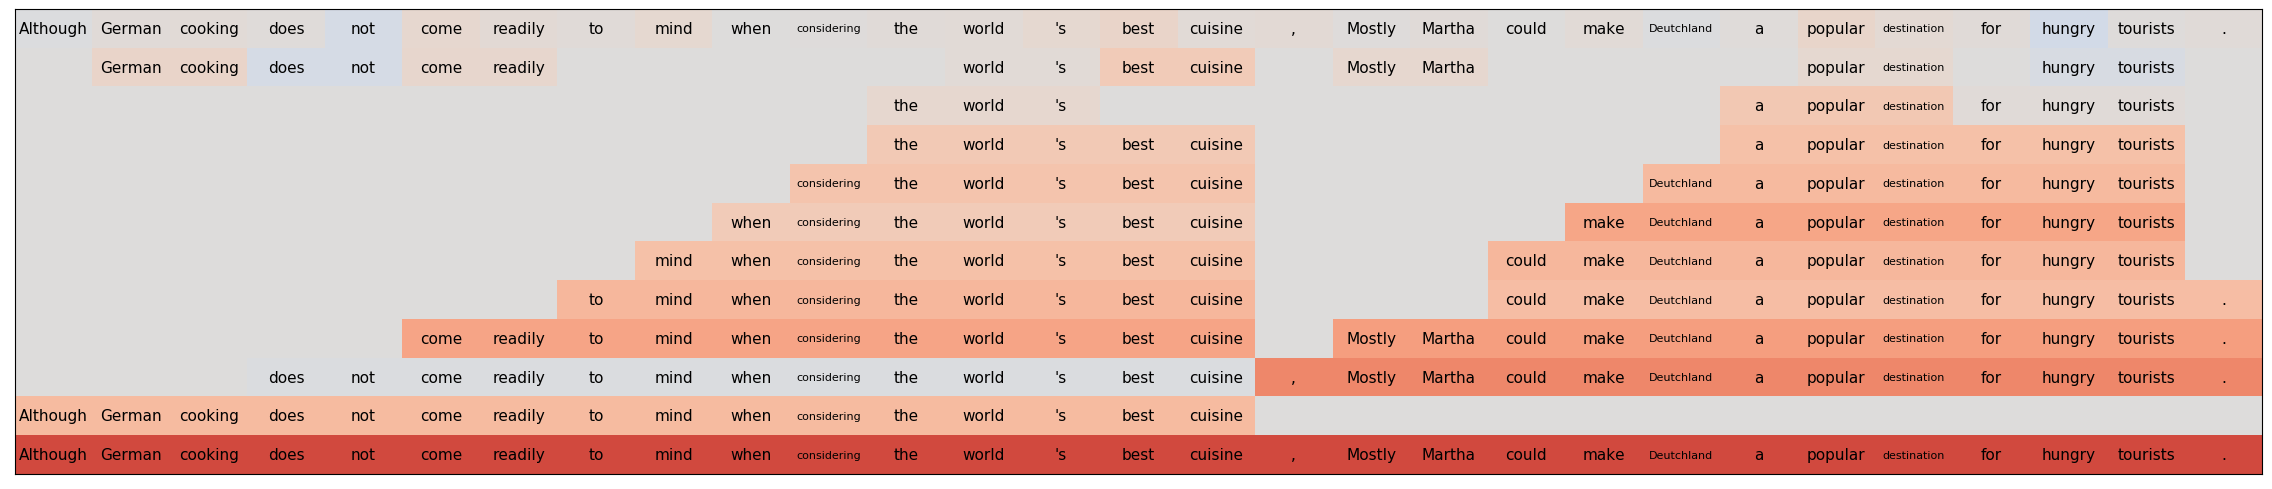 Although German cooking does not come readily to mind when considering the world 's best cuisine , Mostly Martha could make Deutchland a popular destination for hungry tourists .
German cooking does not come readily world 's best cuisine Mostly Martha popular destination hungry tourists
the world 's a popular destination for hungry tourists
the world 's best cuisine a popular destination for hungry tourists
considering the world 's best cuisine Deutchland a popular destination for hungry tourists
when considering the world 's best cuisine make Deutchland a popular destination for hungry tourists
mind when considering the world 's best cuisine could make Deutchland a popular destination for hungry tourists
to mind when considering the world 's best cuisine could make Deutchland a popular destination for hungry tourists .
come readily to mind when considering the world 's best cuisine Mostly Martha could make Deutchland a popular destination for hungry tourists .
does not come readily to mind when considering the world 's best cuisine , Mostly Martha could make Deutchland a popular destination for hungry tourists .
Although German cooking does not come readily to mind when considering the world 's best cuisine
Although German cooking does not come readily to mind when considering the world 's best cuisine , Mostly Martha could make Deutchland a popular destination for hungry tourists .